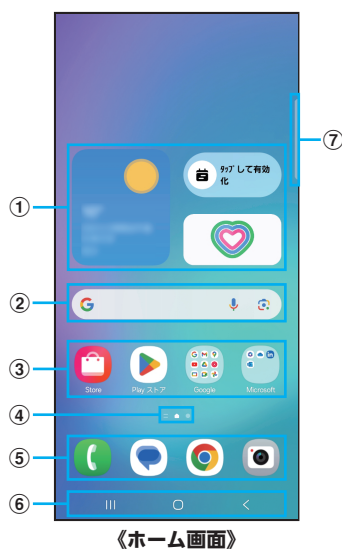 ①
タップして有効
化
⑦
②
G
③
Store
Play ストア
Google
Microsoft
④
⑤
⑥
《ホーム画面》